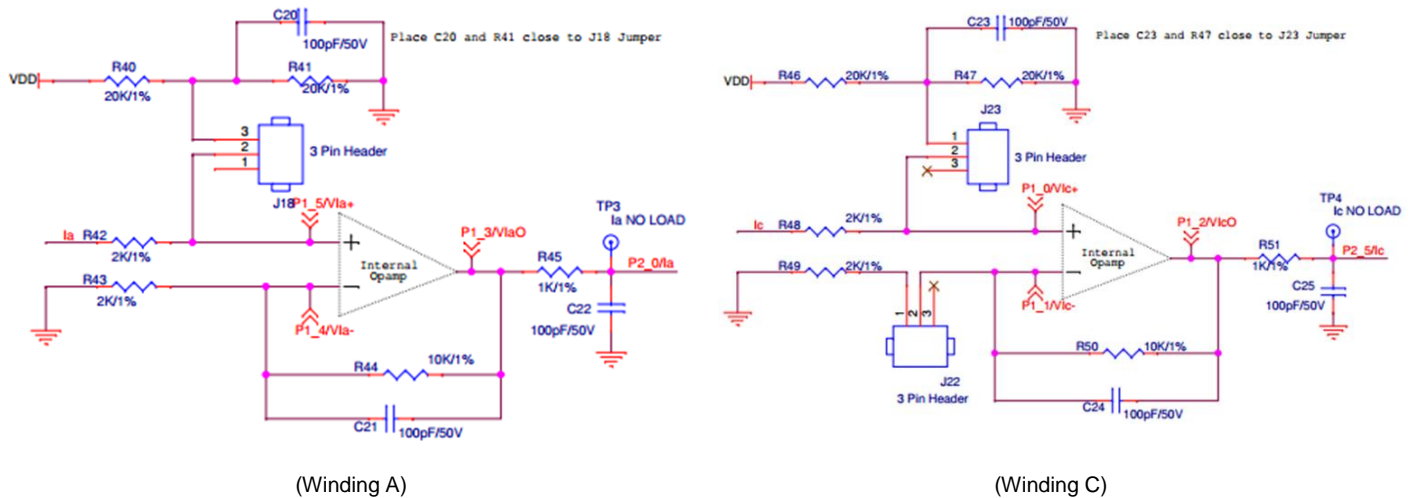 C20
100pF/50V
Place C20 and R41 close to J18 Jumper
VDD
R40
20K/1%
R41
20K/1%
3
2
1
3 Pin Header
J18
P1_5/VIa+
Ia
R42
2K/1%
R43
2K/1%
+
-
Internal
Opamp
P1_4/VIa-
P1_3/VIaO
R45
1K/1%
TP3
Ia NO LOAD
P2_0/Ia
C22
100pF/50V
R44
10K/1%
C21
100pF/50V
(Winding A)
C23
100pF/50V
Place C23 and R47 close to J23 Jumper
VDD
R46
20K/1%
R47
20K/1%
J23
1
2
3
3 Pin Header
P1_0/VIc+
Ic
R48
2K/1%
R49
2K/1%
+
-
Internal
Opamp
P1_1/VIc-
P1_2/VIcO
R51
1K/1%
TP4
Ic NO LOAD
P2_5/Ic
C25
100pF/50V
1
2
3
J22
3 Pin Header
R50
10K/1%
C24
100pF/50V
(Winding C)